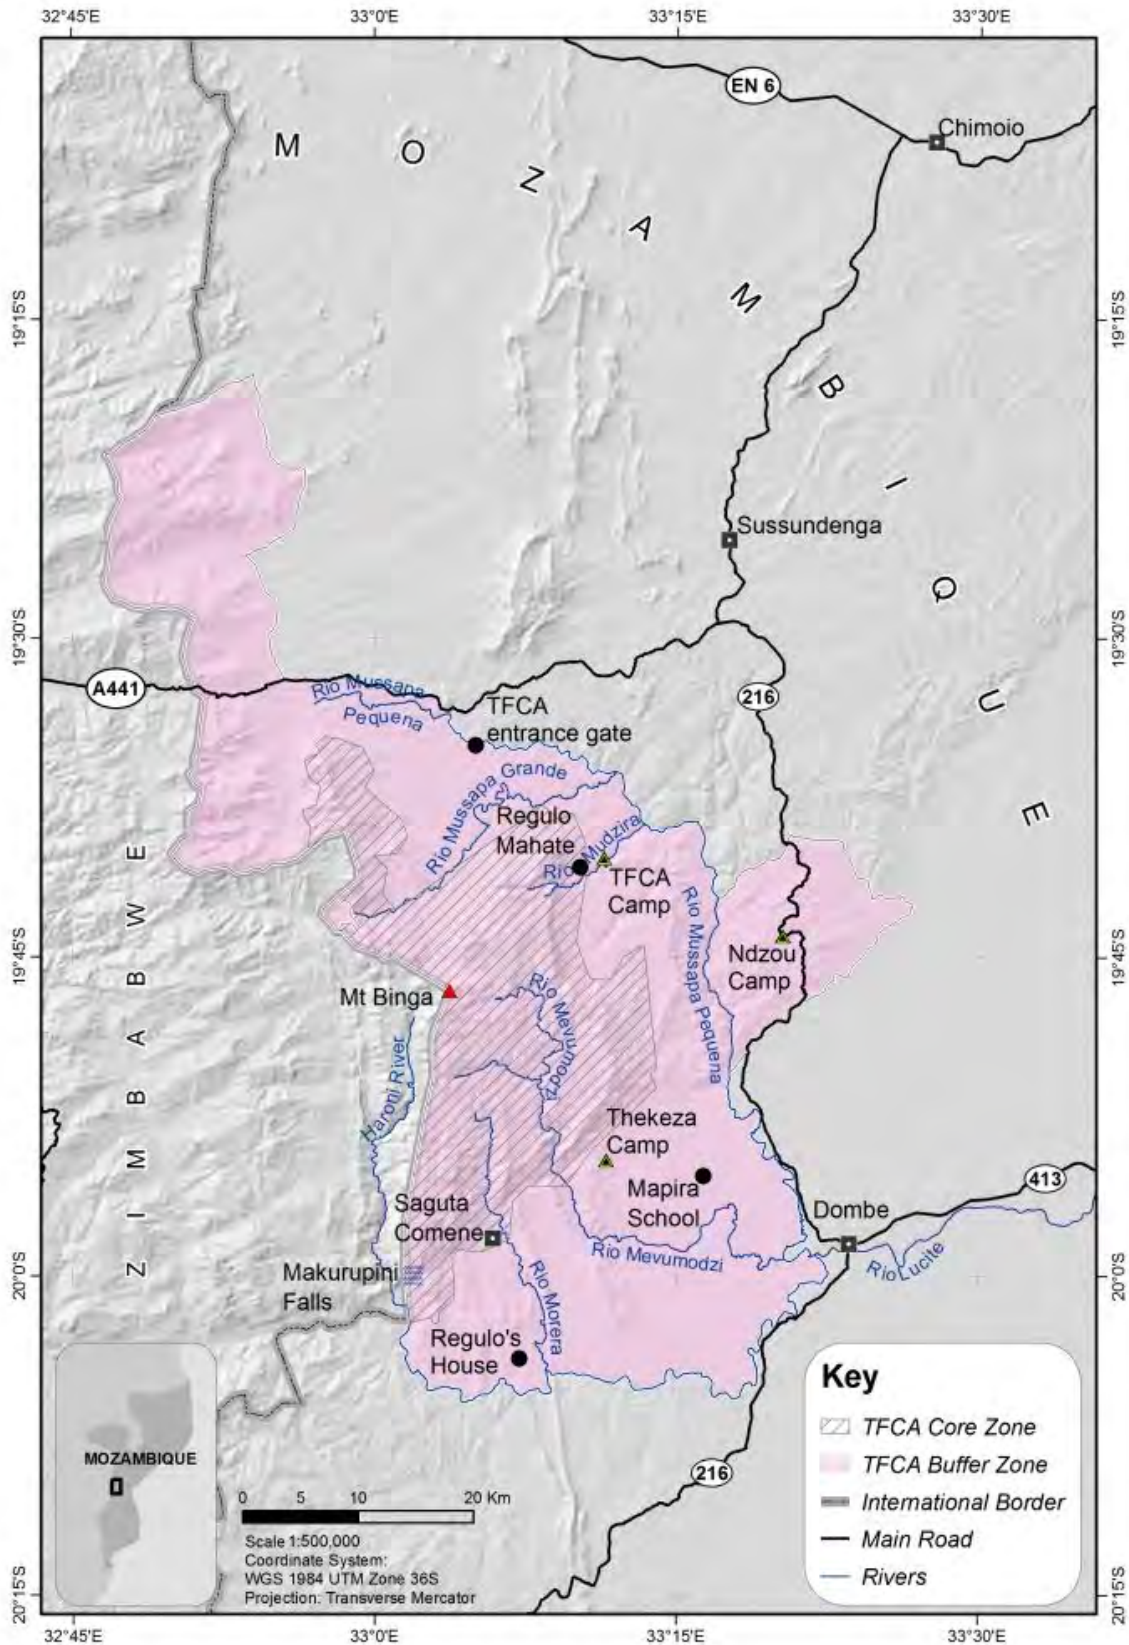 32°45'E
33°0'E
33°15'E
33°30'E
EN 6
Chimoio
MOZAMBIQUE
19°15'S
19°15'S
Sussundenga
19°30'S
19°30'S
A441
216
Rio Mussapa
Pequena
TFCA
entrance gate
Rio Mussapa Grande
Regulo
Mahate
Rio Mudzira
TFCA
Camp
Rio Mussapa Pequena
Ndzou
Camp
19°45'S
19°45'S
Mt Binga
Rio Mevumodzi
Haroni River
ZIMBABWE
Thekeza
Camp
Mapira
School
413
Saguta
Comene
Dombe
Rio Mevumodzi
Rio Lucite
20°0'S
20°0'S
Makurupini
Falls
Rio Morera
Regulo's
House
Key
TFCA Core Zone
TFCA Buffer Zone
International Border
Main Road
Rivers
MOZAMBIQUE
216
0 5 10 20 Km
Scale 1:500,000
Coordinate System:
WGS 1984 UTM Zone 36S
Projection: Transverse Mercator
20°15'S
20°15'S
32°45'E
33°0'E
33°15'E
33°30'E